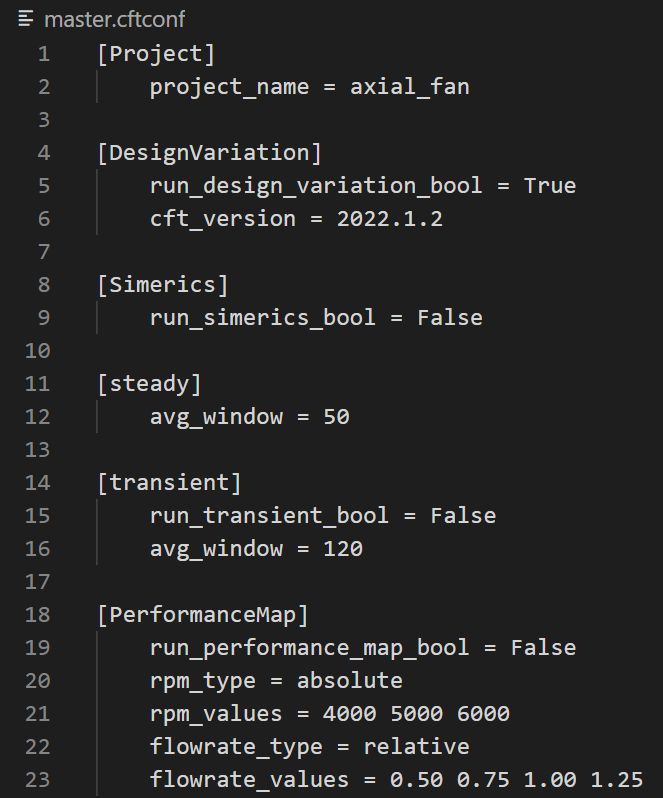 master.cftconf
1 [Project]
2 project_name = axial_fan
3
4 [DesignVariation]
5 run_design_variation_bool = True
6 cft_version = 2022.1.2
7
8 [Simerics]
9 run_simerics_bool = False
10
11 [steady]
12 avg_window = 50
13
14 [transient]
15 run_transient_bool = False
16 avg_window = 120
17
18 [PerformanceMap]
19 run_performance_map_bool = False
20 rpm_type = absolute
21 rpm_values = 4000 5000 6000
22 flowrate_type = relative
23 flowrate_values = 0.50 0.75 1.00 1.25